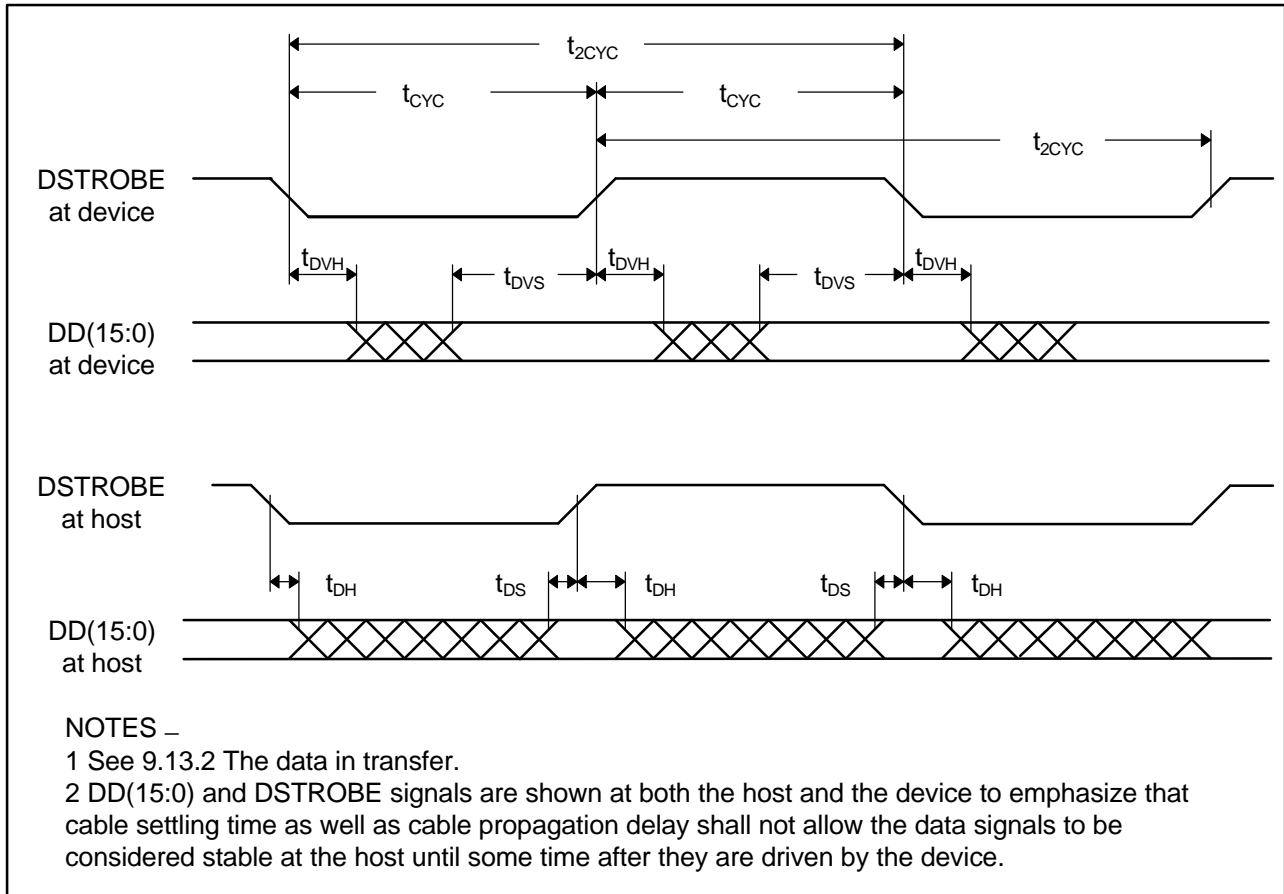 t2CYC
tCYC tCYC
t2CYC
DSTROBE
at device
tDVH tDVS tDVH tDVS tDVH
DD(15:0)
at device
DSTROBE
at host
tDH tDS tDH tDS tDH
DD(15:0)
at host
NOTES –
1 See 9.13.2 The data in transfer.
2 DD(15:0) and DSTROBE signals are shown at both the host and the device to emphasize that
cable settling time as well as cable propagation delay shall not allow the data signals to be
considered stable at the host until some time after they are driven by the device.